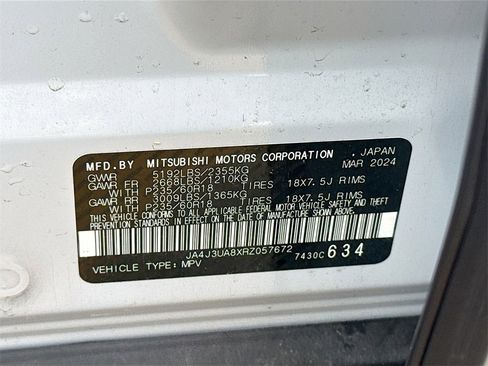 MFD.BY MITSUBISHI MOTORS CORPORATION , JAPAN
GVWR 5192LBS/2355KG MAR 2024
GAWR FR 2668LBS/1210KG
WITH P235/60R18 TIRES 18X7.5J RIMS
GAWR RR 3009LBS/1365KG
WITH P235/60R18 TIRES 18X7.5J RIMS
THIS VEHICLE CONFORMS TO ALL APPLICABLE FEDERAL MOTOR VEHICLE SAFETY AND THEFT
PREVENTION STANDARDS IN EFFECT ON THE DATE OF MANUFACTURE SHOWN ABOVE.
JA4J3UA8XRZ057672
VEHICLE TYPE:MPV 7430C 634